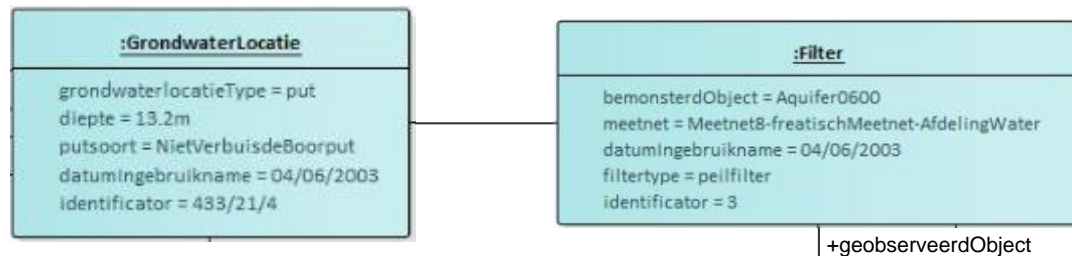 :GrondwaterLocatie
grondwaterlocatieType = put
diepte = 13.2m
putsoort = NietVerbuisdeBoorput
datumIngebruikname = 04/06/2003
identificator = 433/21/4
:Filter
bemonsterdObject = Aquifer0600
meetnet = Meetnet8-freatischMeetnet-AfdelingWater
datumIngebruikname = 04/06/2003
filtertype = peilfilter
identificator = 3
+geobserveerdObject